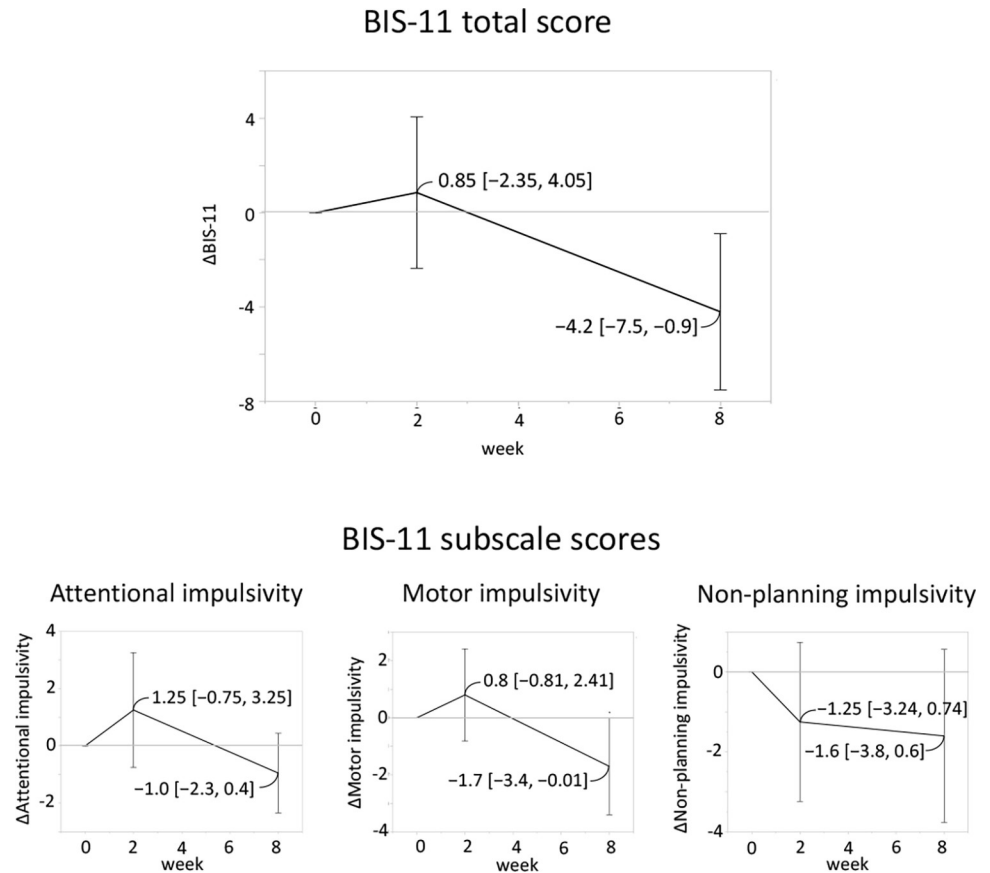 BIS-11 total score
ΔBIS-11
4
0
-4
-8
0.85 [−2.35, 4.05]
−4.2 [−7.5, −0.9]
0 2 4 6 8
week
BIS-11 subscale scores
Attentional impulsivity
ΔAttentional impulsivity
4
2
0
-2
1.25 [−0.75, 3.25]
−1.0 [−2.3, 0.4]
0 2 4 6 8
week
Motor impulsivity
ΔMotor impulsivity
2
0
-2
-4
0.8 [−0.81, 2.41]
−1.7 [−3.4, −0.01]
0 2 4 6 8
week
Non-planning impulsivity
ΔNon-planning impulsivity
0
-2
-4
−1.25 [−3.24, 0.74]
−1.6 [−3.8, 0.6]
0 2 4 6 8
week